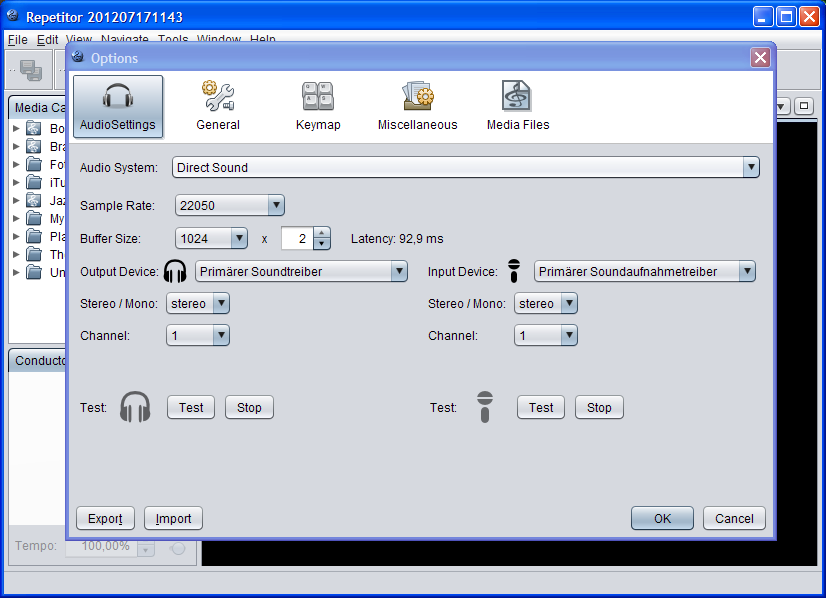 Repetitor 201207171143
File Edit View Navigate Tools Window Help
Options
AudioSettings General Keymap Miscellaneous Media Files
Media Ca
Bo
Bra
Fot
iTu
Jaz
My
Pla
Th
Un
Audio System: Direct Sound
Sample Rate: 22050
Buffer Size: 1024 x 2 Latency: 92,9 ms
Output Device: Primärer Soundtreiber Input Device: Primärer Soundaufnahmetreiber
Stereo / Mono: stereo Stereo / Mono: stereo
Channel: 1 Channel: 1
Conducto
Test: Test Stop Test: Test Stop
Export Import OK Cancel
Tempo: 100,00%